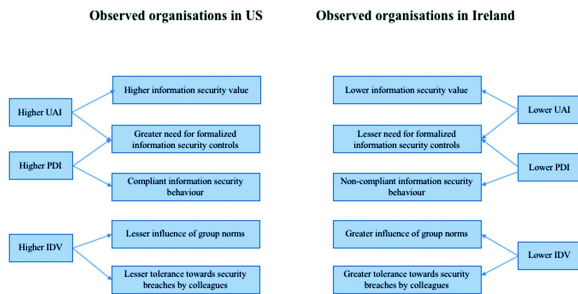 Observed organisations in US
Observed organisations in Ireland
Higher UAI
Higher PDI
Higher IDV
Higher information security value
Greater need for formalized
information security controls
Compliant information security
behaviour
Lesser influence of group norms
Lesser tolerance towards security
breaches by colleagues
Lower information security value
Lesser need for formalized
information security controls
Non-compliant information security
behaviour
Greater influence of group norms
Greater tolerance towards security
breaches by colleagues
Lower UAI
Lower PDI
Lower IDV